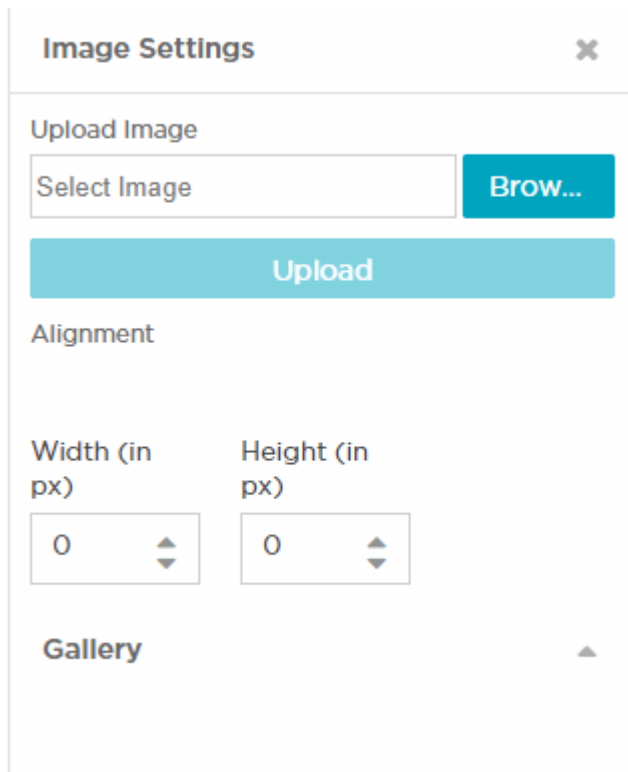 Image Settings
Upload Image
Select Image Brow...
Upload
Alignment
Width (in Height (in
px) px)
0 0
Gallery